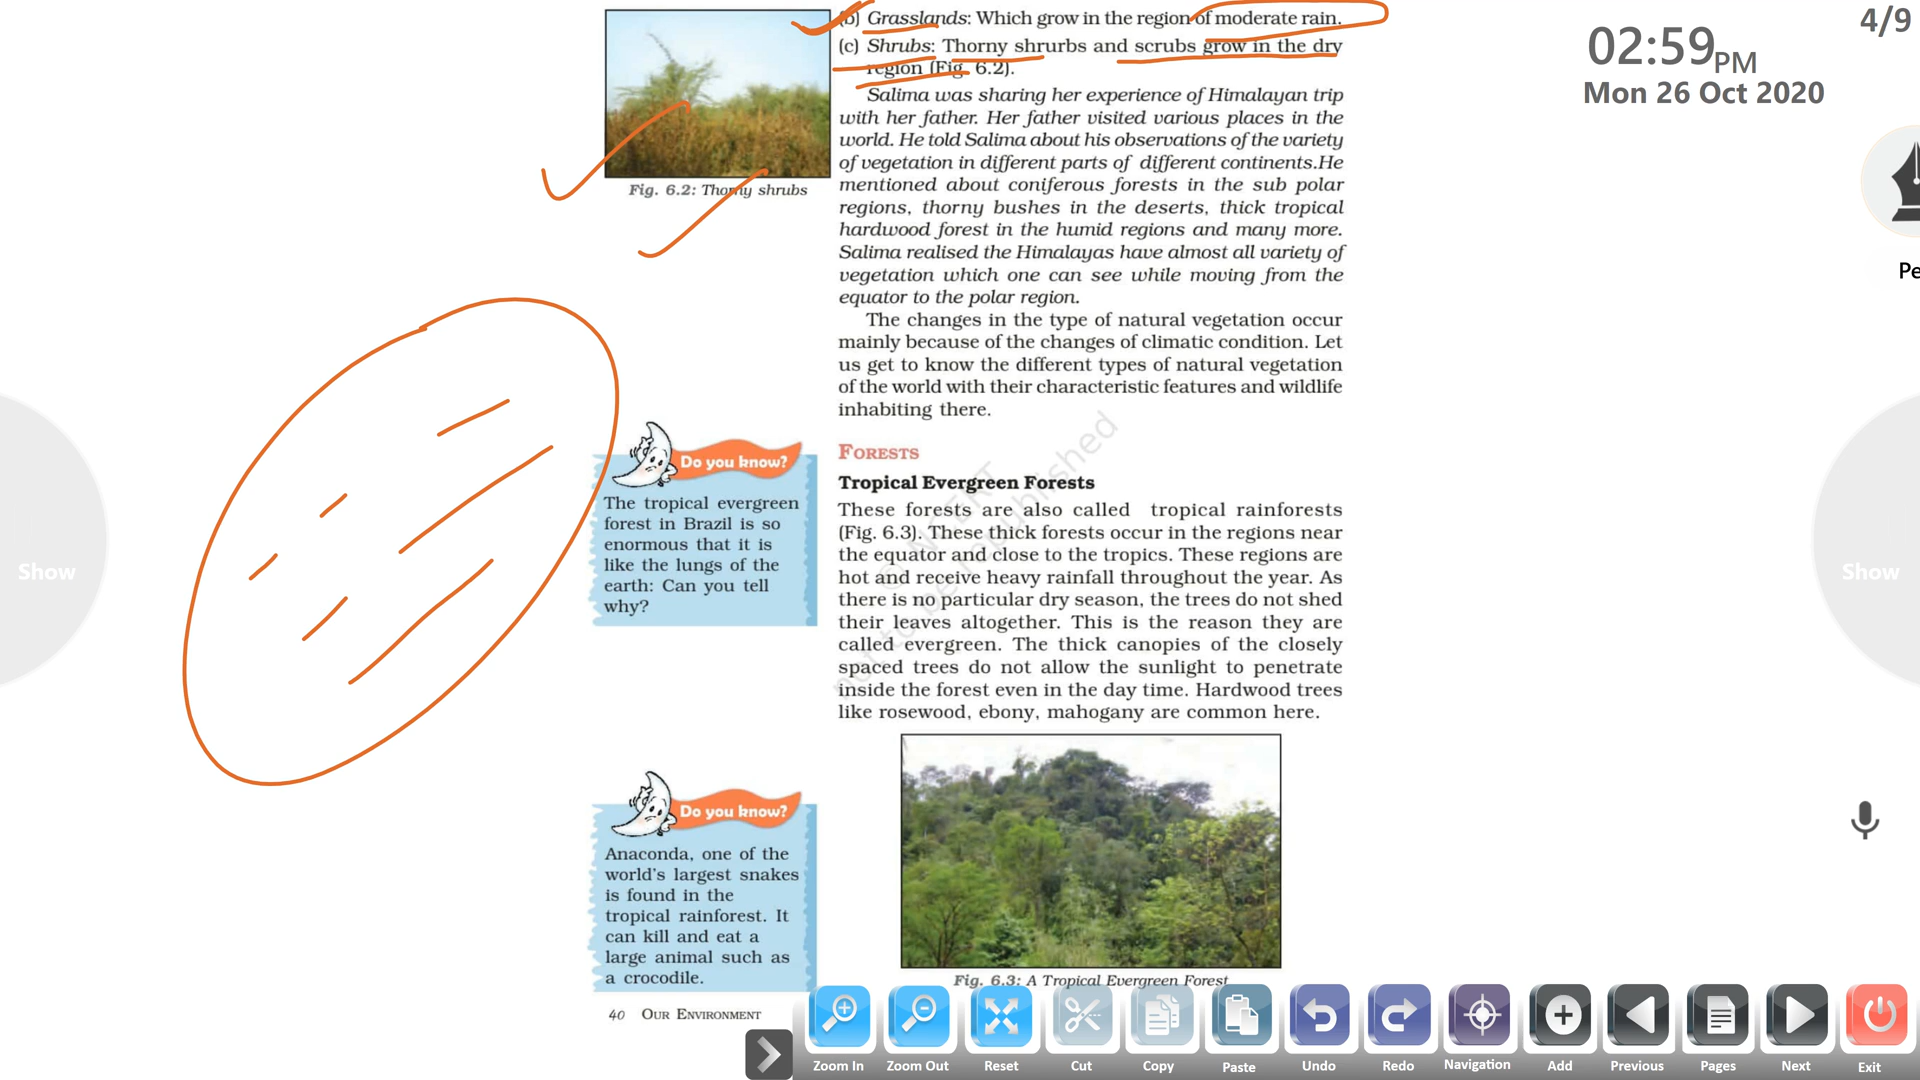 (b) Grasslands: Which grow in the region of moderate rain.
(c) Shrubs: Thorny shrurbs and scrubs grow in the dry
region (Fig. 6.2).
Fig. 6.2: Thorny shrubs
Salima was sharing her experience of Himalayan trip
with her father. Her father visited various places in the
world. He told Salima about his observations of the variety
of vegetation in different parts of different continents.He
mentioned about coniferous forests in the sub polar
regions, thorny bushes in the deserts, thick tropical
hardwood forest in the humid regions and many more.
Salima realised the Himalayas have almost all variety of
vegetation which one can see while moving from the
equator to the polar region.
The changes in the type of natural vegetation occur
mainly because of the changes of climatic condition. Let
us get to know the different types of natural vegetation
of the world with their characteristic features and wildlife
inhabiting there.
FORESTS
Tropical Evergreen Forests
These forests are also called tropical rainforests
(Fig. 6.3). These thick forests occur in the regions near
the equator and close to the tropics. These regions are
hot and receive heavy rainfall throughout the year. As
there is no particular dry season, the trees do not shed
their leaves altogether. This is the reason they are
called evergreen. The thick canopies of the closely
spaced trees do not allow the sunlight to penetrate
inside the forest even in the day time. Hardwood trees
like rosewood, ebony, mahogany are common here.
Do you know?
The tropical evergreen
forest in Brazil is so
enormous that it is
like the lungs of the
earth: Can you tell
why?
Do you know?
Anaconda, one of the
world's largest snakes
is found in the
tropical rainforest. It
can kill and eat a
large animal such as
a crocodile.
Fig. 6.3: A Tropical Evergreen Forest
40 OUR ENVIRONMENT
© NCERT
not to be republished
02:59PM
Mon 26 Oct 2020
4/9
Pe
Show
Show
Zoom In
Zoom Out
Reset
Cut
Copy
Paste
Undo
Redo
Navigation
Add
Previous
Pages
Next
Exit